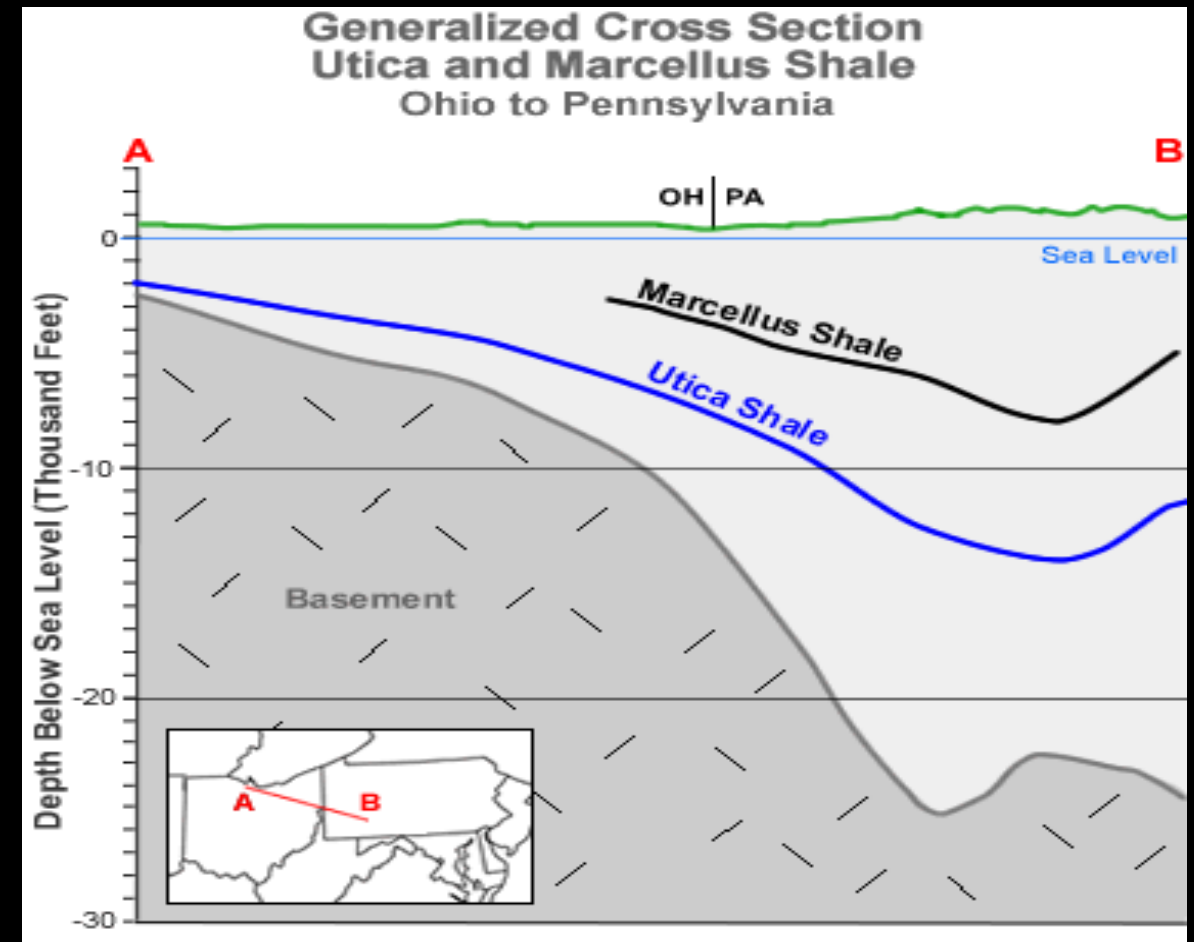 Generalized Cross Section
Utica and Marcellus Shale
Ohio to Pennsylvania
A
B
OH
PA
0
Sea Level
Marcellus Shale
Utica Shale
-10
Basement
-20
A
B
-30
Depth Below Sea Level (Thousand Feet)